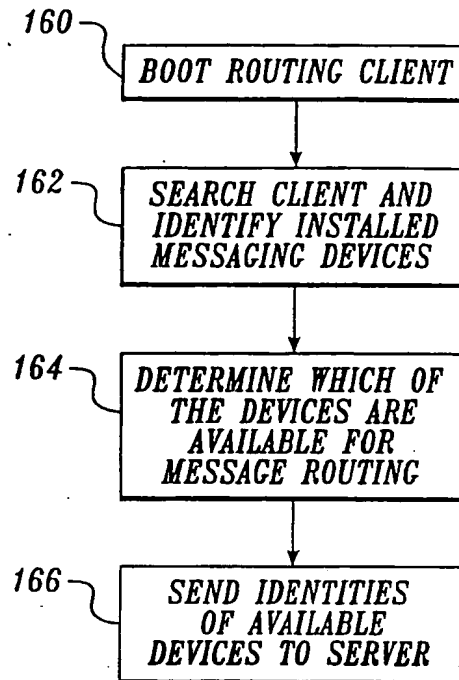 160
BOOT ROUTING CLIENT
162
SEARCH CLIENT AND
IDENTIFY INSTALLED
MESSAGING DEVICES
164
DETERMINE WHICH OF
THE DEVICES ARE
AVAILABLE FOR
MESSAGE ROUTING
166
SEND IDENTITIES
OF AVAILABLE
DEVICES TO SERVER